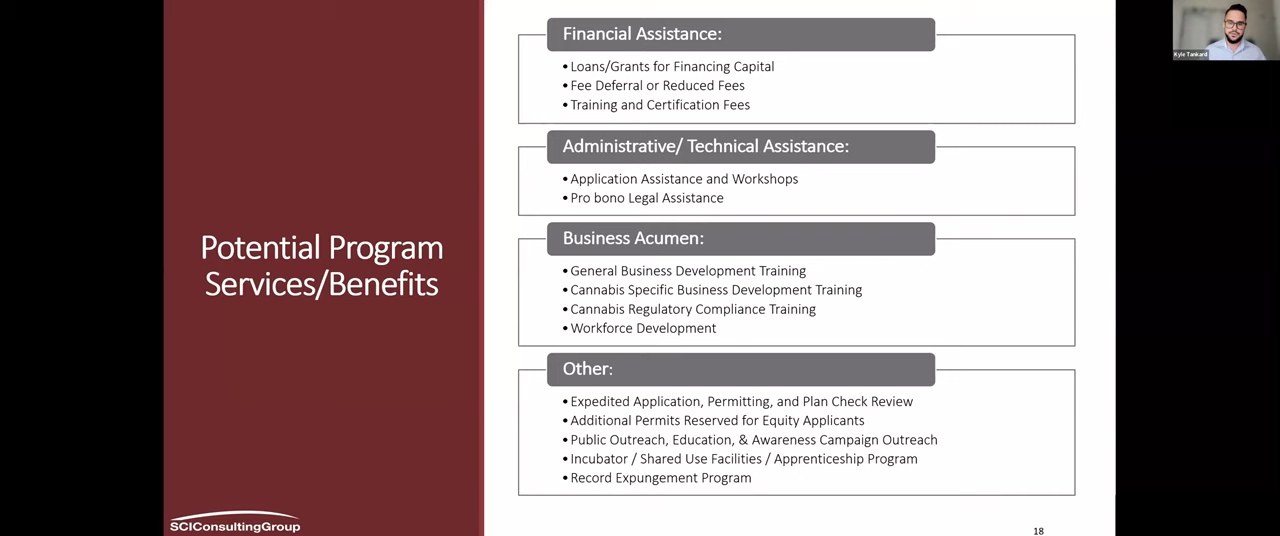 Potential Program
Services/Benefits
SCIConsultingGroup
Financial Assistance:
• Loans/Grants for Financing Capital
• Fee Deferral or Reduced Fees
• Training and Certification Fees
Administrative/ Technical Assistance:
• Application Assistance and Workshops
• Pro bono Legal Assistance
Business Acumen:
• General Business Development Training
• Cannabis Specific Business Development Training
• Cannabis Regulatory Compliance Training
• Workforce Development
Other:
• Expedited Application, Permitting, and Plan Check Review
• Additional Permits Reserved for Equity Applicants
• Public Outreach, Education, & Awareness Campaign Outreach
• Incubator / Shared Use Facilities / Apprenticeship Program
• Record Expungement Program
18
Kyle Tankard